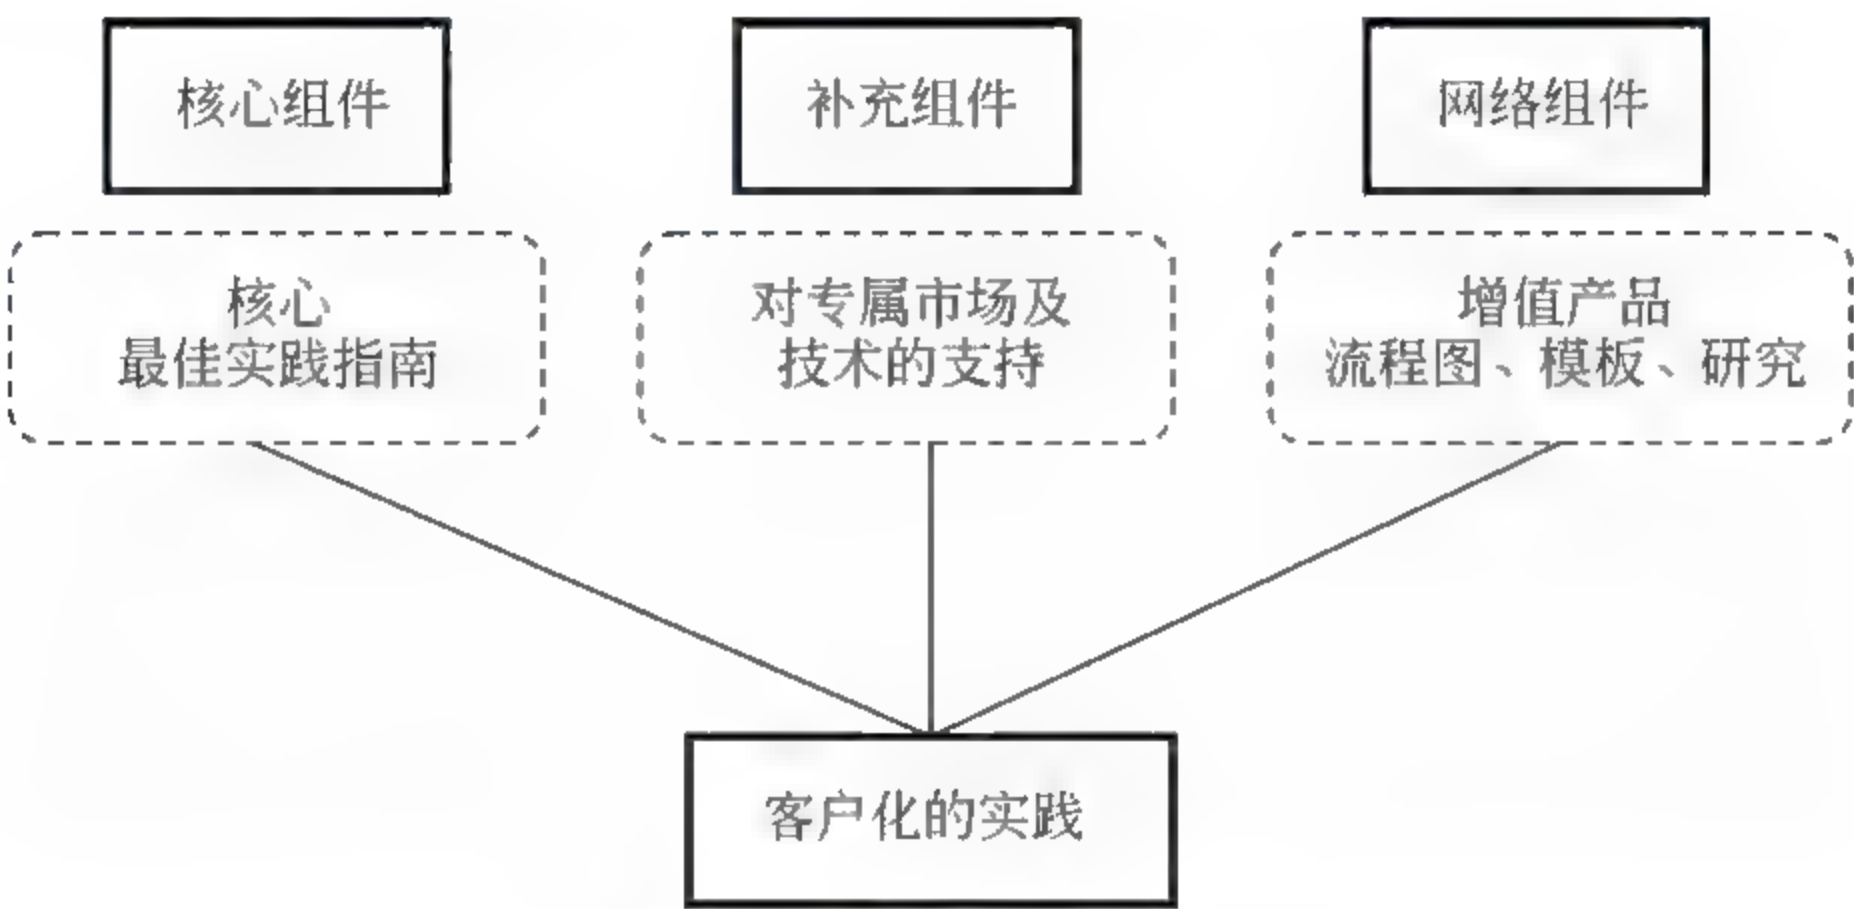 核心组件
补充组件
网络组件
核心
最佳实践指南
对专属市场及
技术的支持
增值产品
流程图、模板、研究
客户化的实践